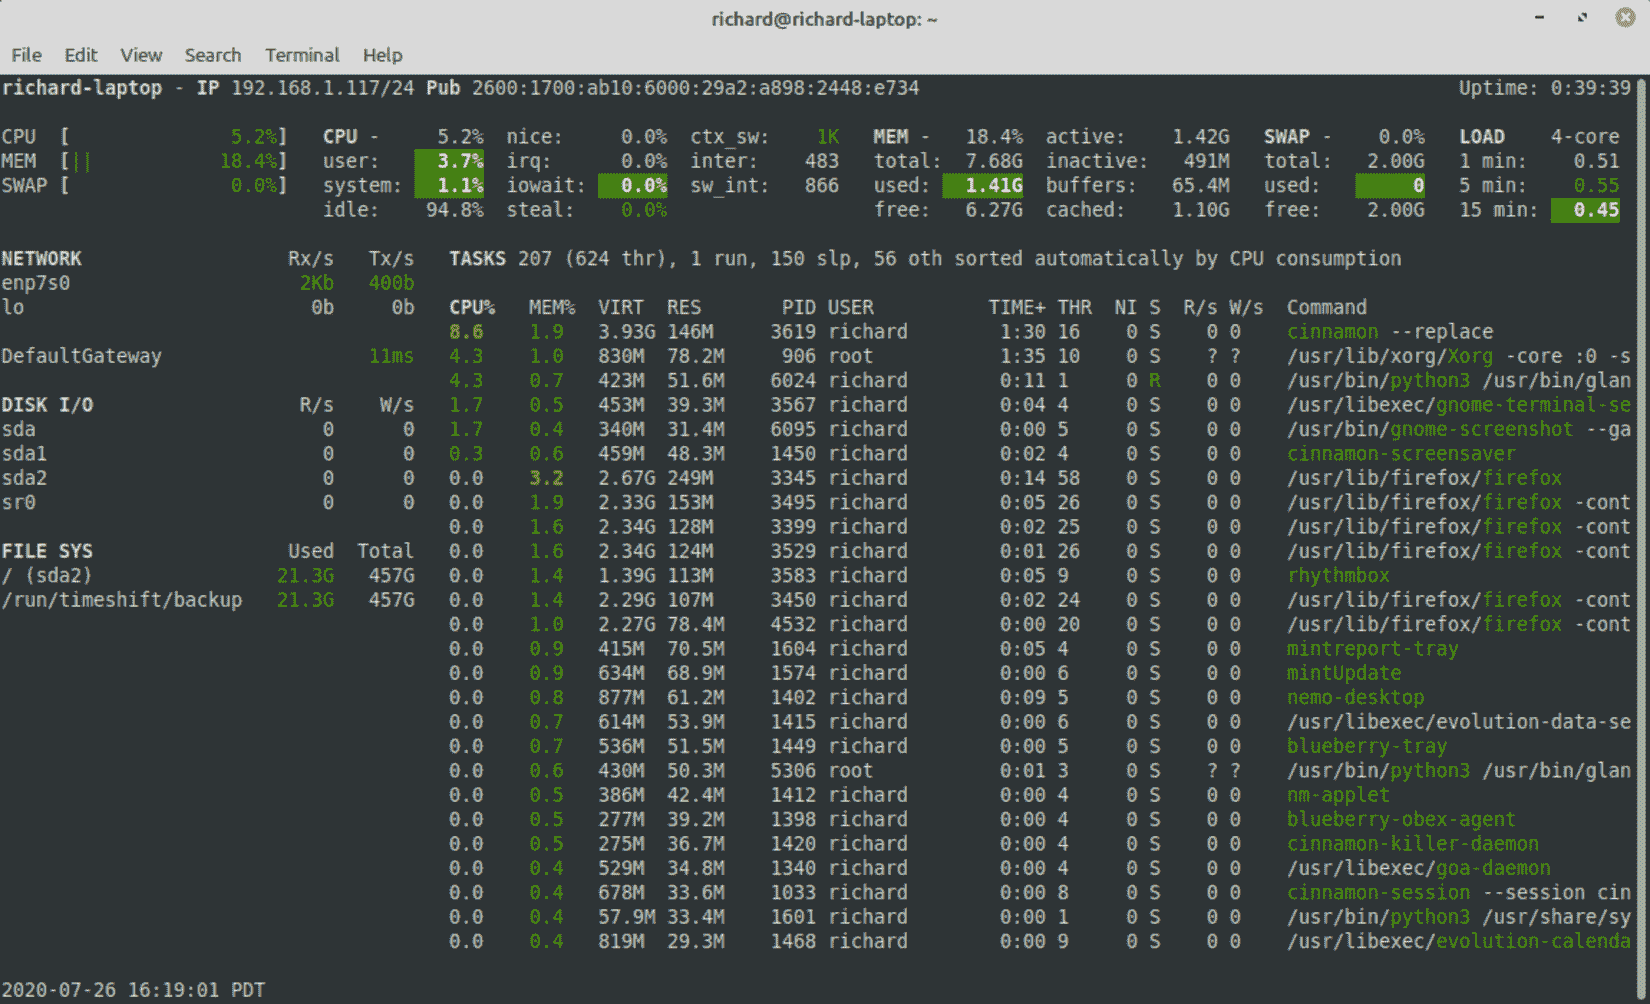 richard@richard-laptop: ~
File Edit View Search Terminal Help
richard-laptop - IP 192.168.1.117/24 Pub 2600:1700:ab10:6000:29a2:a898:2448:e734 Uptime: 0:39:39
CPU [ 5.2%] CPU - 5.2% nice: 0.0% ctx_sw: 1K MEM - 18.4% active: 1.42G SWAP - 0.0% LOAD 4-core
MEM [|| 18.4%] user: 3.7% irq: 0.0% inter: 483 total: 7.68G inactive: 491M total: 2.00G 1 min: 0.51
SWAP [ 0.0%] system: 1.1% iowait: 0.0% sw_int: 866 used: 1.41G buffers: 65.4M used: 0 5 min: 0.55
idle: 94.8% steal: 0.0% free: 6.27G cached: 1.10G free: 2.00G 15 min: 0.45
NETWORK Rx/s Tx/s TASKS 207 (624 thr), 1 run, 150 slp, 56 oth sorted automatically by CPU consumption
enp7s0 2Kb 400b
lo 0b 0b CPU% MEM% VIRT RES PID USER TIME+ THR NI S R/s W/s Command
8.6 1.9 3.93G 146M 3619 richard 1:30 16 0 S 0 0 cinnamon --replace
DefaultGateway 11ms 4.3 1.0 830M 78.2M 906 root 1:35 10 0 S ? ? /usr/lib/xorg/Xorg -core :0 -s
4.3 0.7 423M 51.6M 6024 richard 0:11 1 0 R 0 0 /usr/bin/python3 /usr/bin/glan
DISK I/O R/s W/s 1.7 0.5 453M 39.3M 3567 richard 0:04 4 0 S 0 0 /usr/libexec/gnome-terminal-se
sda 0 0 1.7 0.4 340M 31.4M 6095 richard 0:00 5 0 S 0 0 /usr/bin/gnome-screenshot --ga
sda1 0 0 0.3 0.6 459M 48.3M 1450 richard 0:02 4 0 S 0 0 cinnamon-screensaver
sda2 0 0 0.0 3.2 2.67G 249M 3345 richard 0:14 58 0 S 0 0 /usr/lib/firefox/firefox
sr0 0 0 0.0 1.9 2.33G 153M 3495 richard 0:05 26 0 S 0 0 /usr/lib/firefox/firefox -cont
0.0 1.6 2.34G 128M 3399 richard 0:02 25 0 S 0 0 /usr/lib/firefox/firefox -cont
FILE SYS Used Total 0.0 1.6 2.34G 124M 3529 richard 0:01 26 0 S 0 0 /usr/lib/firefox/firefox -cont
/ (sda2) 21.3G 457G 0.0 1.4 1.39G 113M 3583 richard 0:05 9 0 S 0 0 rhythmbox
/run/timeshift/backup 21.3G 457G 0.0 1.4 2.29G 107M 3450 richard 0:02 24 0 S 0 0 /usr/lib/firefox/firefox -cont
0.0 1.0 2.27G 78.4M 4532 richard 0:00 20 0 S 0 0 /usr/lib/firefox/firefox -cont
0.0 0.9 415M 70.5M 1604 richard 0:05 4 0 S 0 0 mintreport-tray
0.0 0.9 634M 68.9M 1574 richard 0:00 6 0 S 0 0 mintUpdate
0.0 0.8 877M 61.2M 1402 richard 0:09 5 0 S 0 0 nemo-desktop
0.0 0.7 614M 53.9M 1415 richard 0:00 6 0 S 0 0 /usr/libexec/evolution-data-se
0.0 0.7 536M 51.5M 1449 richard 0:00 5 0 S 0 0 blueberry-tray
0.0 0.6 430M 50.3M 5306 root 0:01 3 0 S ? ? /usr/bin/python3 /usr/bin/glan
0.0 0.5 386M 42.4M 1412 richard 0:00 4 0 S 0 0 nm-applet
0.0 0.5 277M 39.2M 1398 richard 0:00 4 0 S 0 0 blueberry-obex-agent
0.0 0.5 275M 36.7M 1420 richard 0:00 4 0 S 0 0 cinnamon-killer-daemon
0.0 0.4 529M 34.8M 1340 richard 0:00 4 0 S 0 0 /usr/libexec/goa-daemon
0.0 0.4 678M 33.6M 1033 richard 0:00 8 0 S 0 0 cinnamon-session --session cin
0.0 0.4 57.9M 33.4M 1601 richard 0:00 1 0 S 0 0 /usr/bin/python3 /usr/share/sy
0.0 0.4 819M 29.3M 1468 richard 0:00 9 0 S 0 0 /usr/libexec/evolution-calenda
2020-07-26 16:19:01 PDT